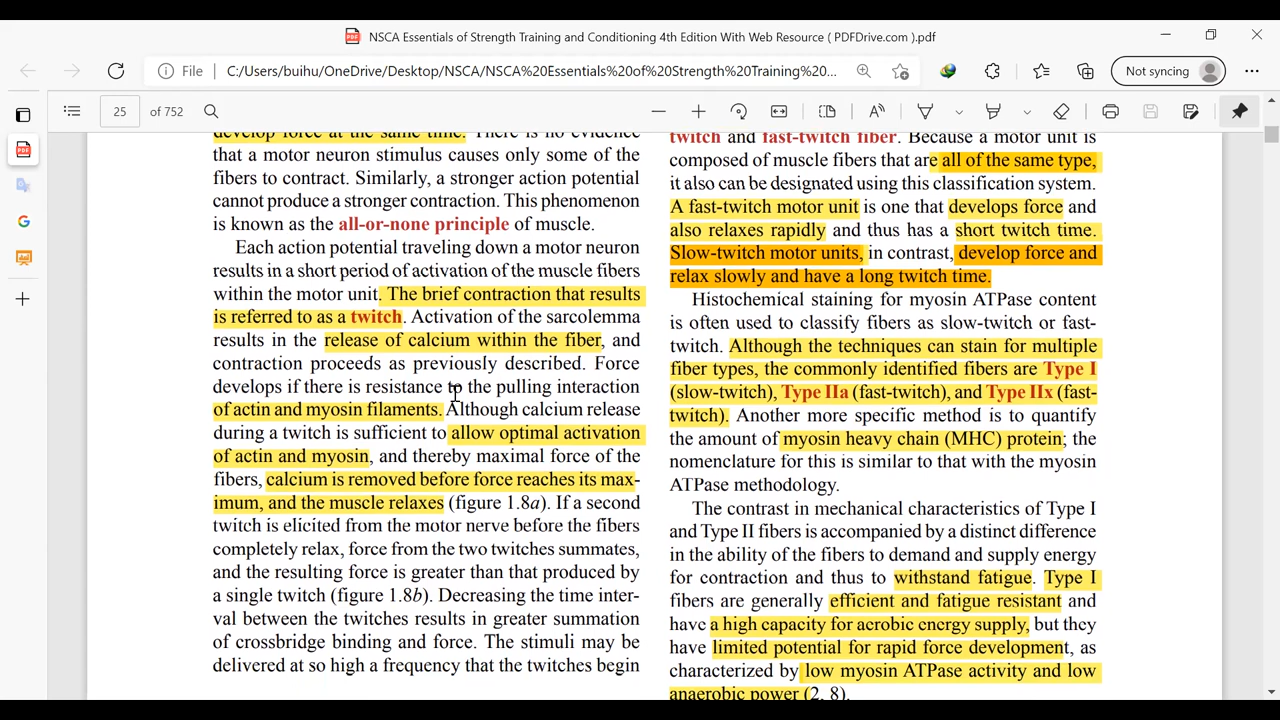 NSCA Essentials of Strength Training and Conditioning 4th Edition With Web Resource ( PDFDrive.com ).pdf
File
C:/Users/buihu/OneDrive/Desktop/NSCA/NSCA%20Essentials%20of%20Strength%20Training%20...
Not syncing
25 of 752
develop force at the same time. There is no evidence
that a motor neuron stimulus causes only some of the
fibers to contract. Similarly, a stronger action potential
cannot produce a stronger contraction. This phenomenon
is known as the all-or-none principle of muscle.
Each action potential traveling down a motor neuron
results in a short period of activation of the muscle fibers
within the motor unit. The brief contraction that results
is referred to as a twitch. Activation of the sarcolemma
results in the release of calcium within the fiber, and
contraction proceeds as previously described. Force
develops if there is resistance to the pulling interaction
of actin and myosin filaments. Although calcium release
during a twitch is sufficient to allow optimal activation
of actin and myosin, and thereby maximal force of the
fibers, calcium is removed before force reaches its max-
imum, and the muscle relaxes (figure 1.8a). If a second
twitch is elicited from the motor nerve before the fibers
completely relax, force from the two twitches summates,
and the resulting force is greater than that produced by
a single twitch (figure 1.8b). Decreasing the time inter-
val between the twitches results in greater summation
of crossbridge binding and force. The stimuli may be
delivered at so high a frequency that the twitches begin
twitch and fast-twitch fiber. Because a motor unit is
composed of muscle fibers that are all of the same type,
it also can be designated using this classification system.
A fast-twitch motor unit is one that develops force and
also relaxes rapidly and thus has a short twitch time.
Slow-twitch motor units, in contrast, develop force and
relax slowly and have a long twitch time.
Histochemical staining for myosin ATPase content
is often used to classify fibers as slow-twitch or fast-
twitch. Although the techniques can stain for multiple
fiber types, the commonly identified fibers are Type I
(slow-twitch), Type IIa (fast-twitch), and Type IIx (fast-
twitch). Another more specific method is to quantify
the amount of myosin heavy chain (MHC) protein; the
nomenclature for this is similar to that with the myosin
ATPase methodology.
The contrast in mechanical characteristics of Type I
and Type II fibers is accompanied by a distinct difference
in the ability of the fibers to demand and supply energy
for contraction and thus to withstand fatigue. Type I
fibers are generally efficient and fatigue resistant and
have a high capacity for aerobic energy supply, but they
have limited potential for rapid force development, as
characterized by low myosin ATPase activity and low
anaerobic power (2, 8).